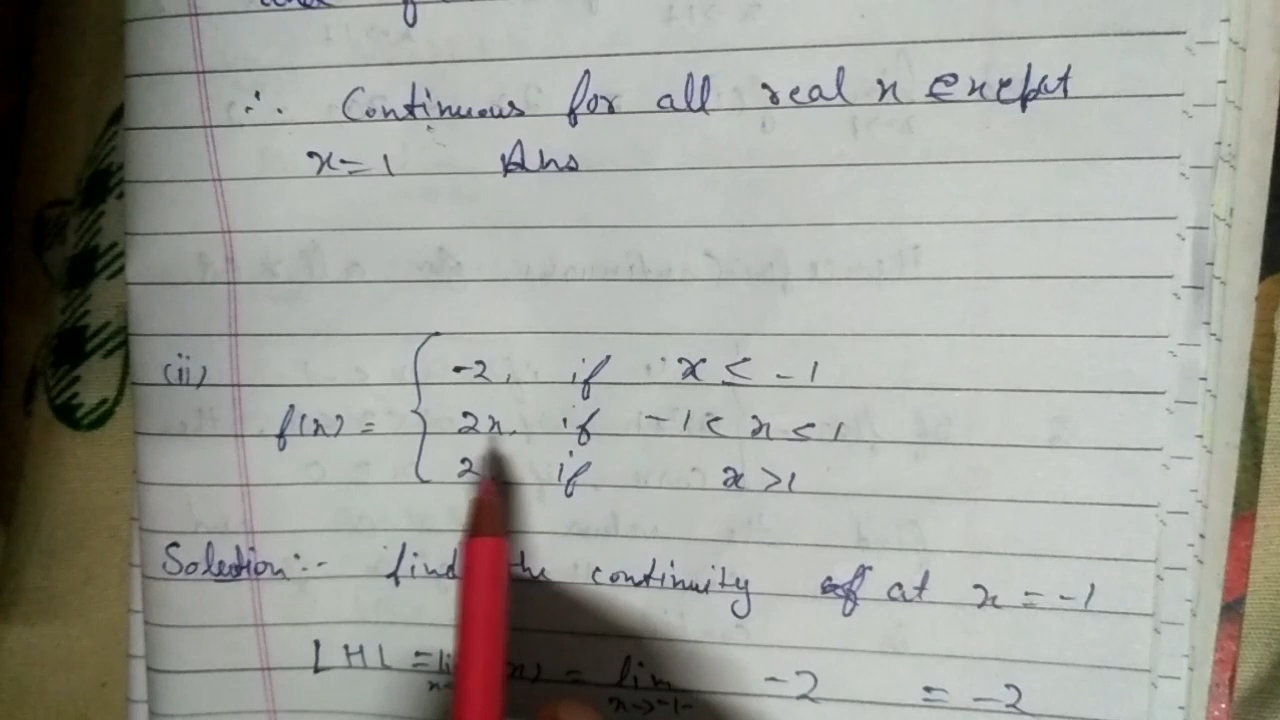 ∴ Continuous for all real x except
x=1 Ans
(ii)
-2, if x ≤ -1
f(x) = { 2x, if -1 < x < 1
2 if x > 1
Solution:- find the continuity of at x = -1
LHL = = lim x→-1- -2 = -2